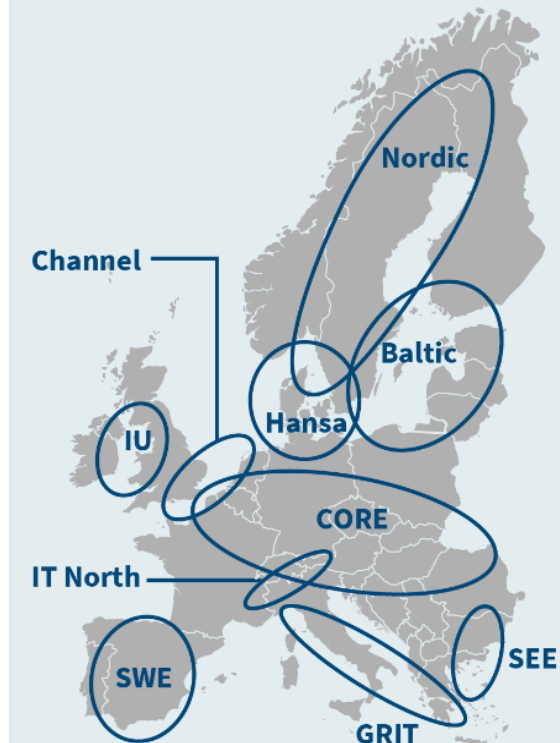 Nordic
Channel
Baltic
Hansa
IU
CORE
IT North
SEE
SWE
GRIT